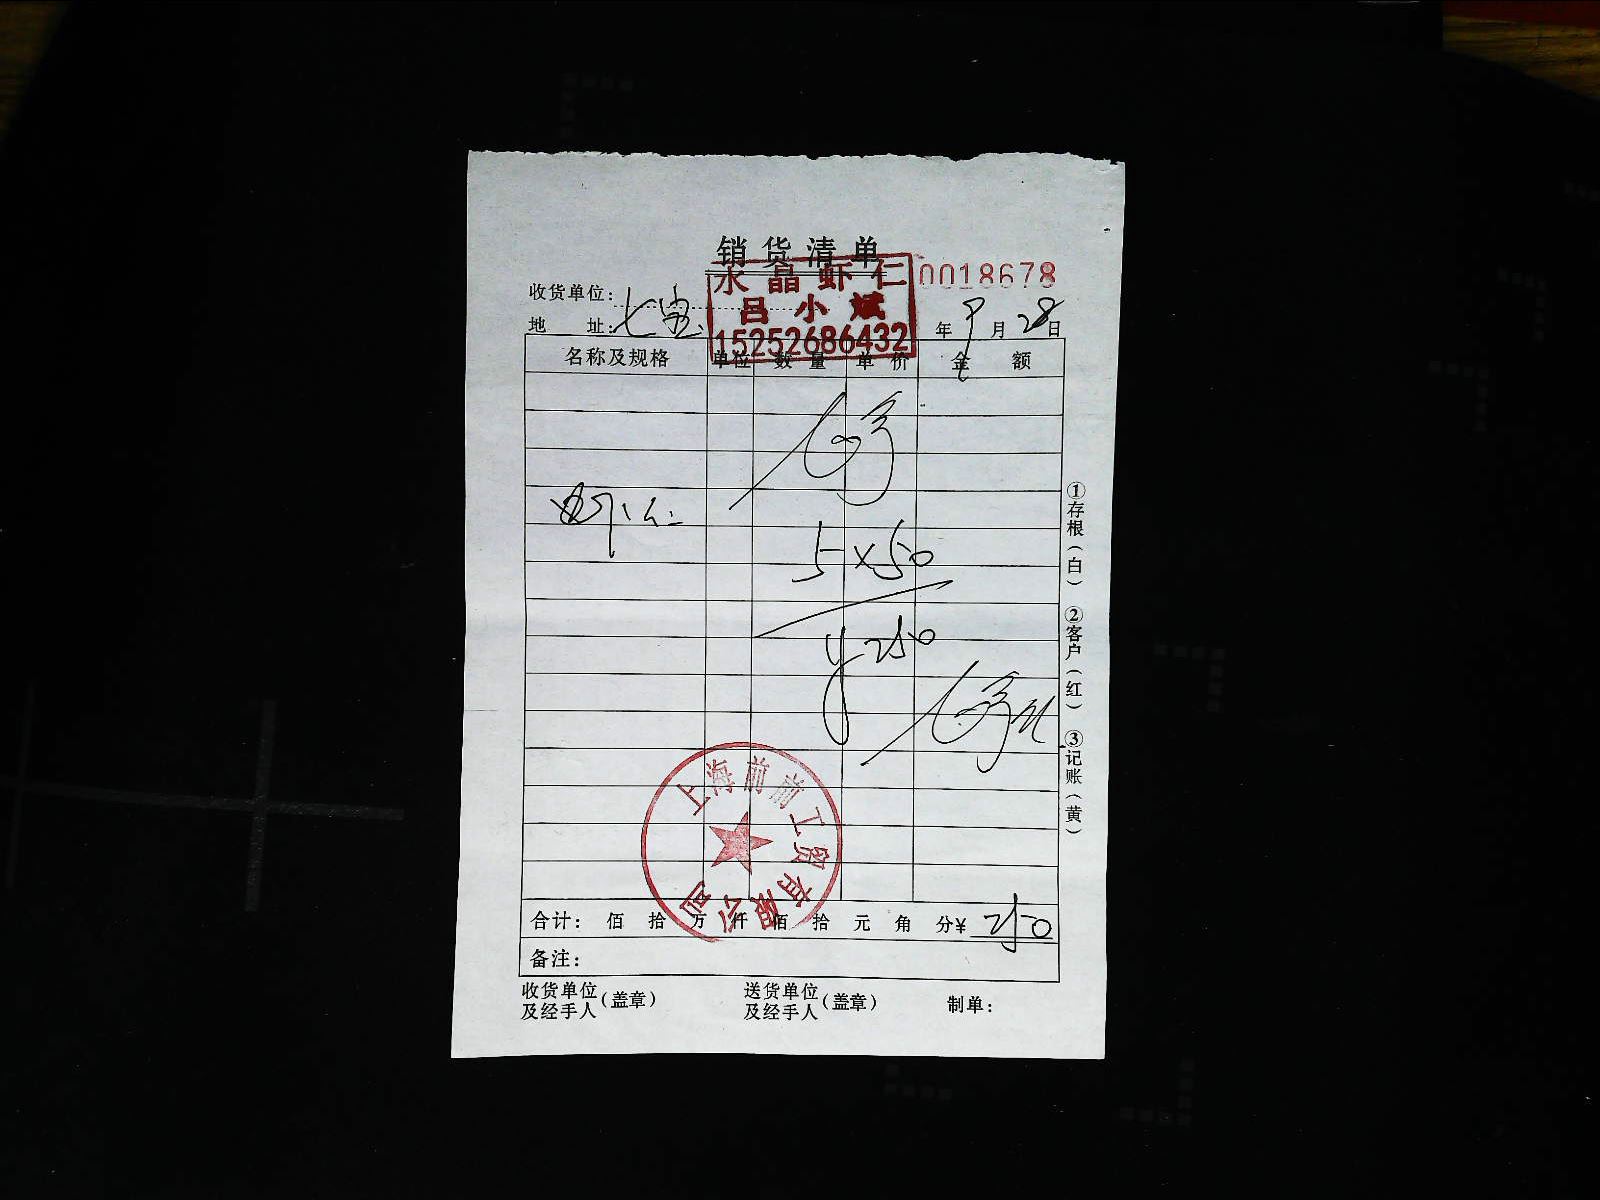 销货清单
水晶虾仁
0018678
收货单位:
七宝
吕小斌
地 址:
15252686432
年 9 月 28 日
名称及规格 单位 数量 单价 金额
虾仁
5×50
¥250
上海前前工贸有限公司
合计: 佰 拾 万 仟 佰 拾 元 角 分¥ 250
备注:
收货单位及经手人(盖章) 送货单位及经手人(盖章) 制单:
①存根(白) ②客户(红) ③记账(黄)